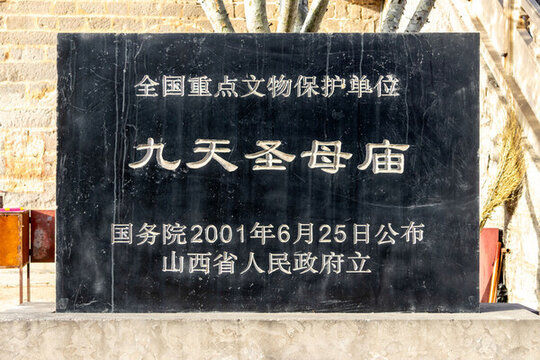 全国重点文物保护单位
九天圣母庙
国务院2001年6月25日公布
山西省人民政府立